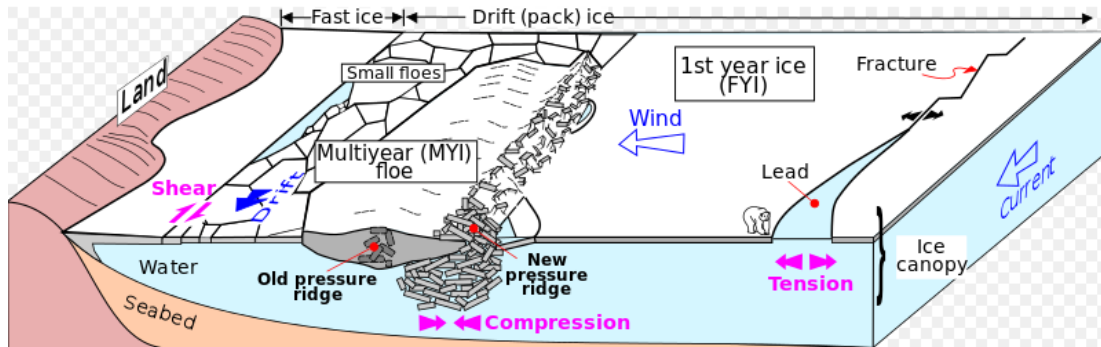 Fast ice
Drift (pack) ice
Land
Small floes
1st year ice
(FYI)
Fracture
Wind
Multiyear (MYI)
floe
Lead
Shear
Drift
Current
Water
Old pressure
ridge
New
pressure
ridge
Ice
canopy
Tension
Seabed
Compression